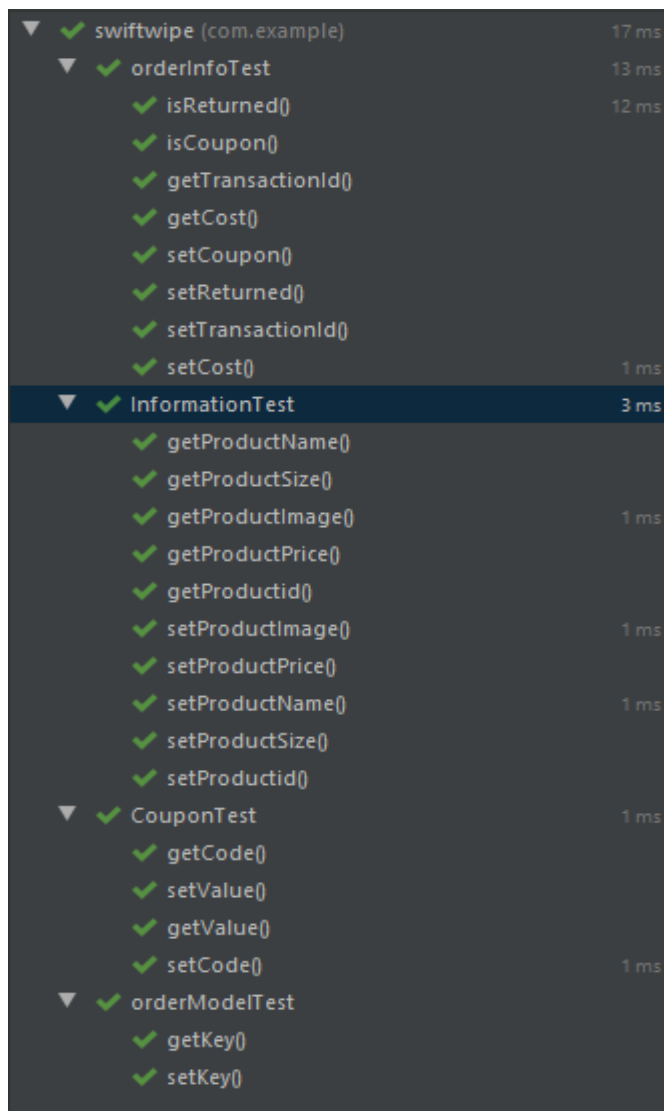 swiftwipe (com.example) 17 ms
orderInfoTest 13 ms
isReturned() 12 ms
isCoupon()
getTransactionId()
getCost()
setCoupon()
setReturned()
setTransactionId()
setCost() 1 ms
InformationTest 3 ms
getProductName()
getProductSize()
getProductImage() 1 ms
getProductPrice()
getProductid()
setProductImage() 1 ms
setProductPrice()
setProductName() 1 ms
setProductSize()
setProductid()
CouponTest 1 ms
getCode()
setValue()
getValue()
setCode() 1 ms
orderModelTest
getKey()
setKey()